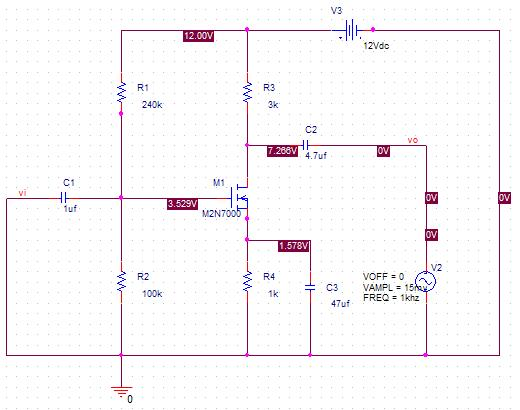 V3
12.00V
12Vdc
R1
240k
R3
3k
C2
4.7uf
vo
7.266V
0V
C1
1uf
vi
M1
M2N7000
3.529V
0V
0V
0V
1.578V
R2
100k
R4
1k
C3
47uf
V2
VOFF = 0
VAMPL = 15mv
FREQ = 1khz
0